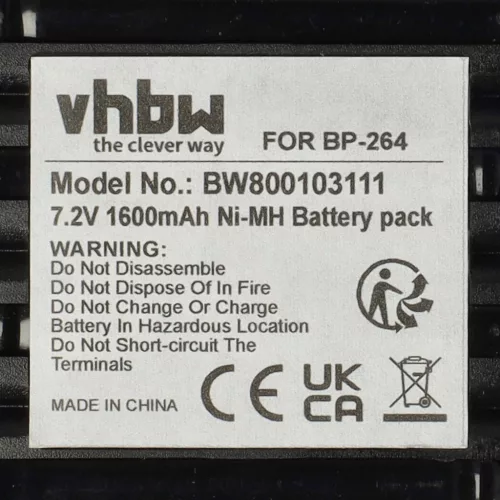 vhbw
the clever way
FOR BP-264
Model No.: BW800103111
7.2V 1600mAh Ni-MH Battery pack
WARNING:
Do Not Disassemble
Do Not Dispose Of In Fire
Do Not Change Or Charge
Battery In Hazardous Location
Do Not Short-circuit The
Terminals
MADE IN CHINA
CE
UK
CA